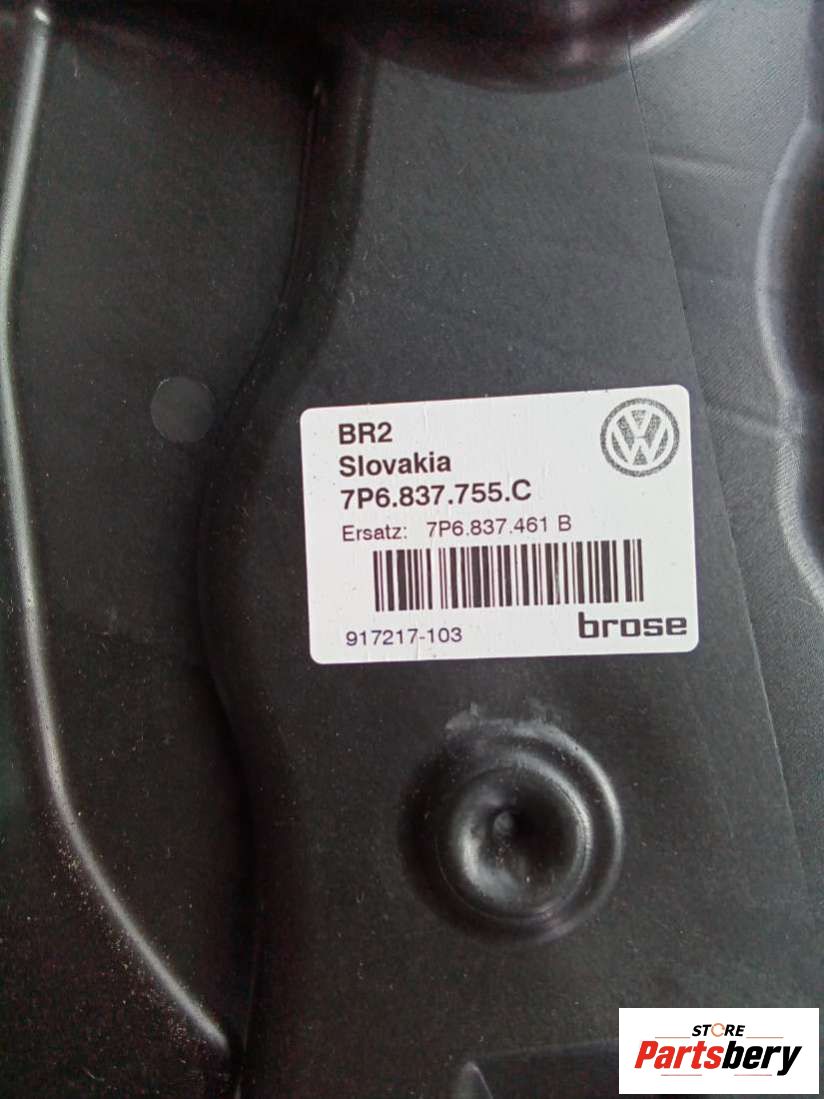 BR2
Slovakia
7P6.837.755.C
Ersatz: 7P6.837.461 B
917217-103
brose
STORE
Partsbery